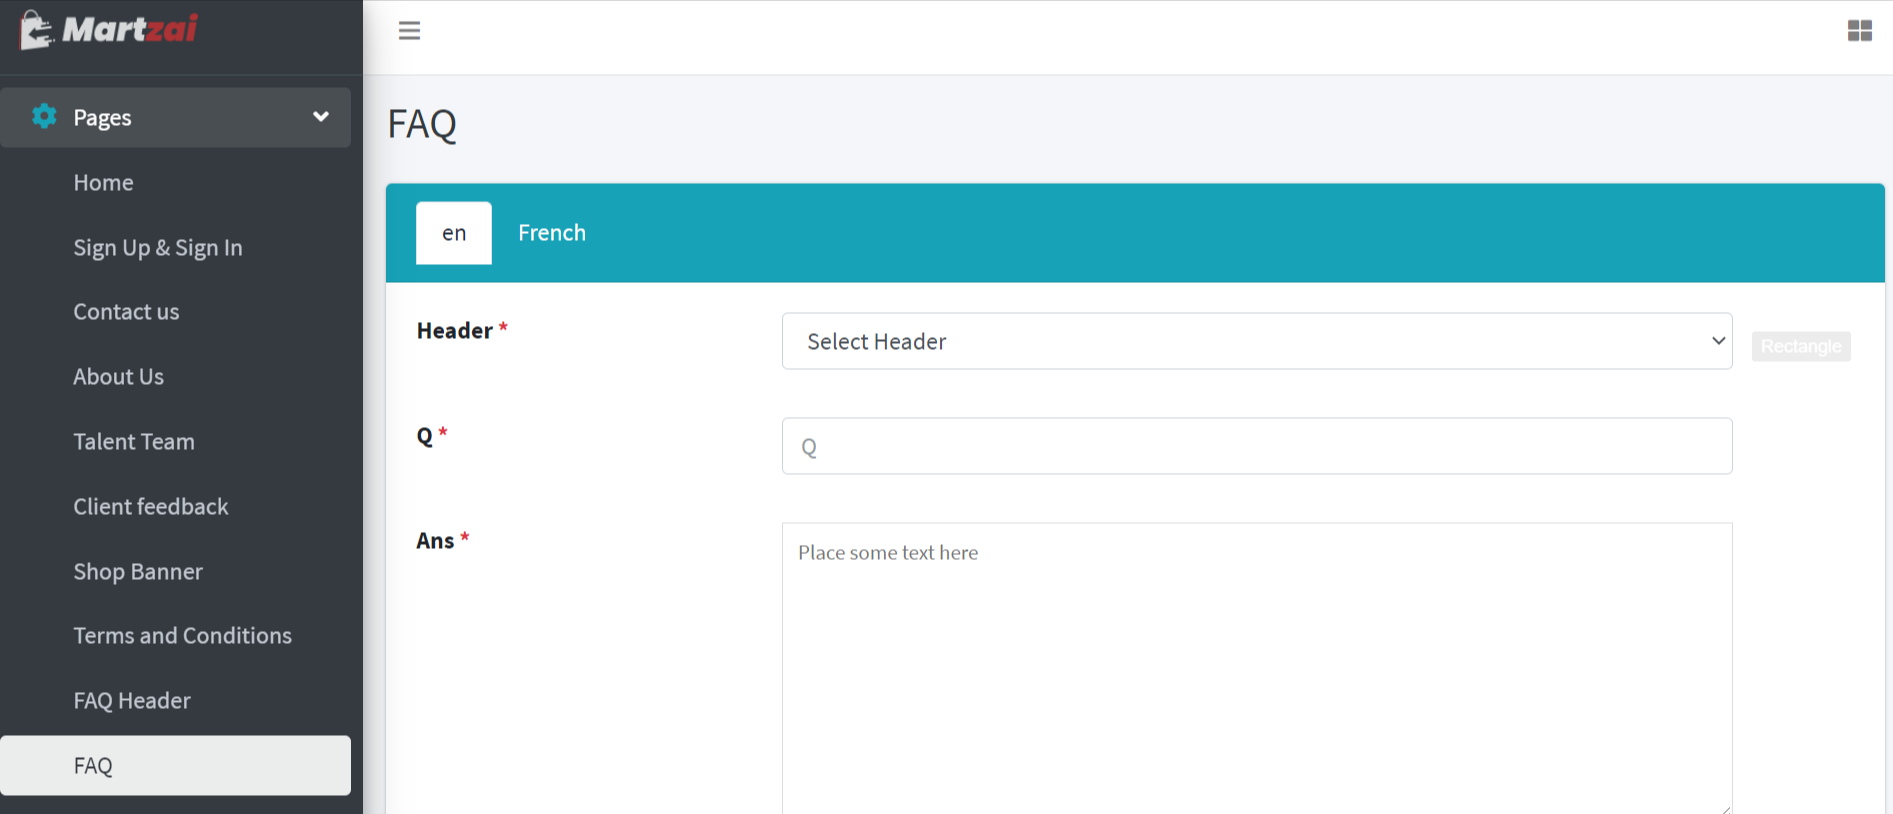 Martzai
Pages
Home
Sign Up & Sign In
Contact us
About Us
Talent Team
Client feedback
Shop Banner
Terms and Conditions
FAQ Header
FAQ
FAQ
en French
Header *
Select Header
Rectangle
Q *
Q
Ans *
Place some text here